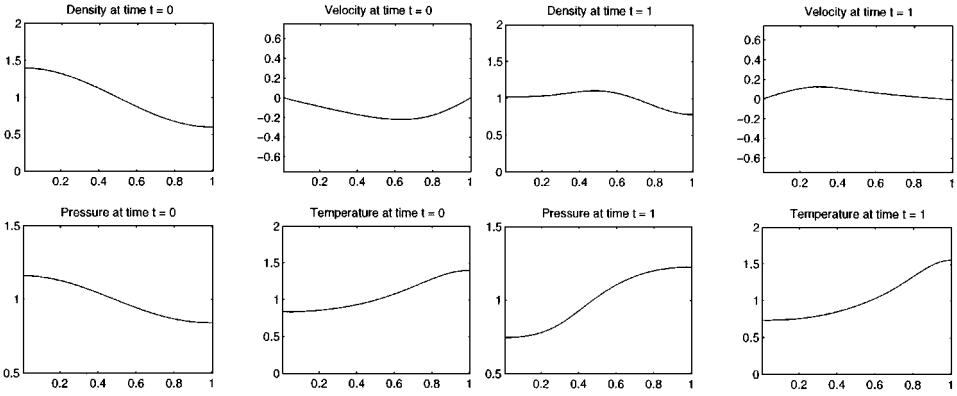 Density at time t = 0
Velocity at time t = 0
Density at time t = 1
Velocity at time t = 1
2
1.5
1
0.5
0
0.2 0.4 0.6 0.8 1
0.6
0.4
0.2
0
−0.2
−0.4
−0.6
0.2 0.4 0.6 0.8 1
2
1.5
1
0.5
0
0.2 0.4 0.6 0.8 1
0.6
0.4
0.2
0
−0.2
−0.4
−0.6
0.2 0.4 0.6 0.8 1
Pressure at time t = 0
Temperature at time t = 0
Pressure at time t = 1
Temperature at time t = 1
1.5
1
0.5
0.2 0.4 0.6 0.8 1
2
1.5
1
0.5
0
0.2 0.4 0.6 0.8 1
1.5
1
0.5
0.2 0.4 0.6 0.8 1
2
1.5
1
0.5
0
0.2 0.4 0.6 0.8 1